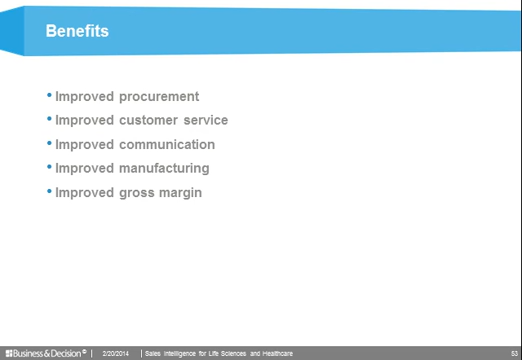 Benefits
• Improved procurement
• Improved customer service
• Improved communication
• Improved manufacturing
• Improved gross margin
Business & Decision © | 2/20/2014 | Sales Intelligence for Life Sciences and Healthcare 53